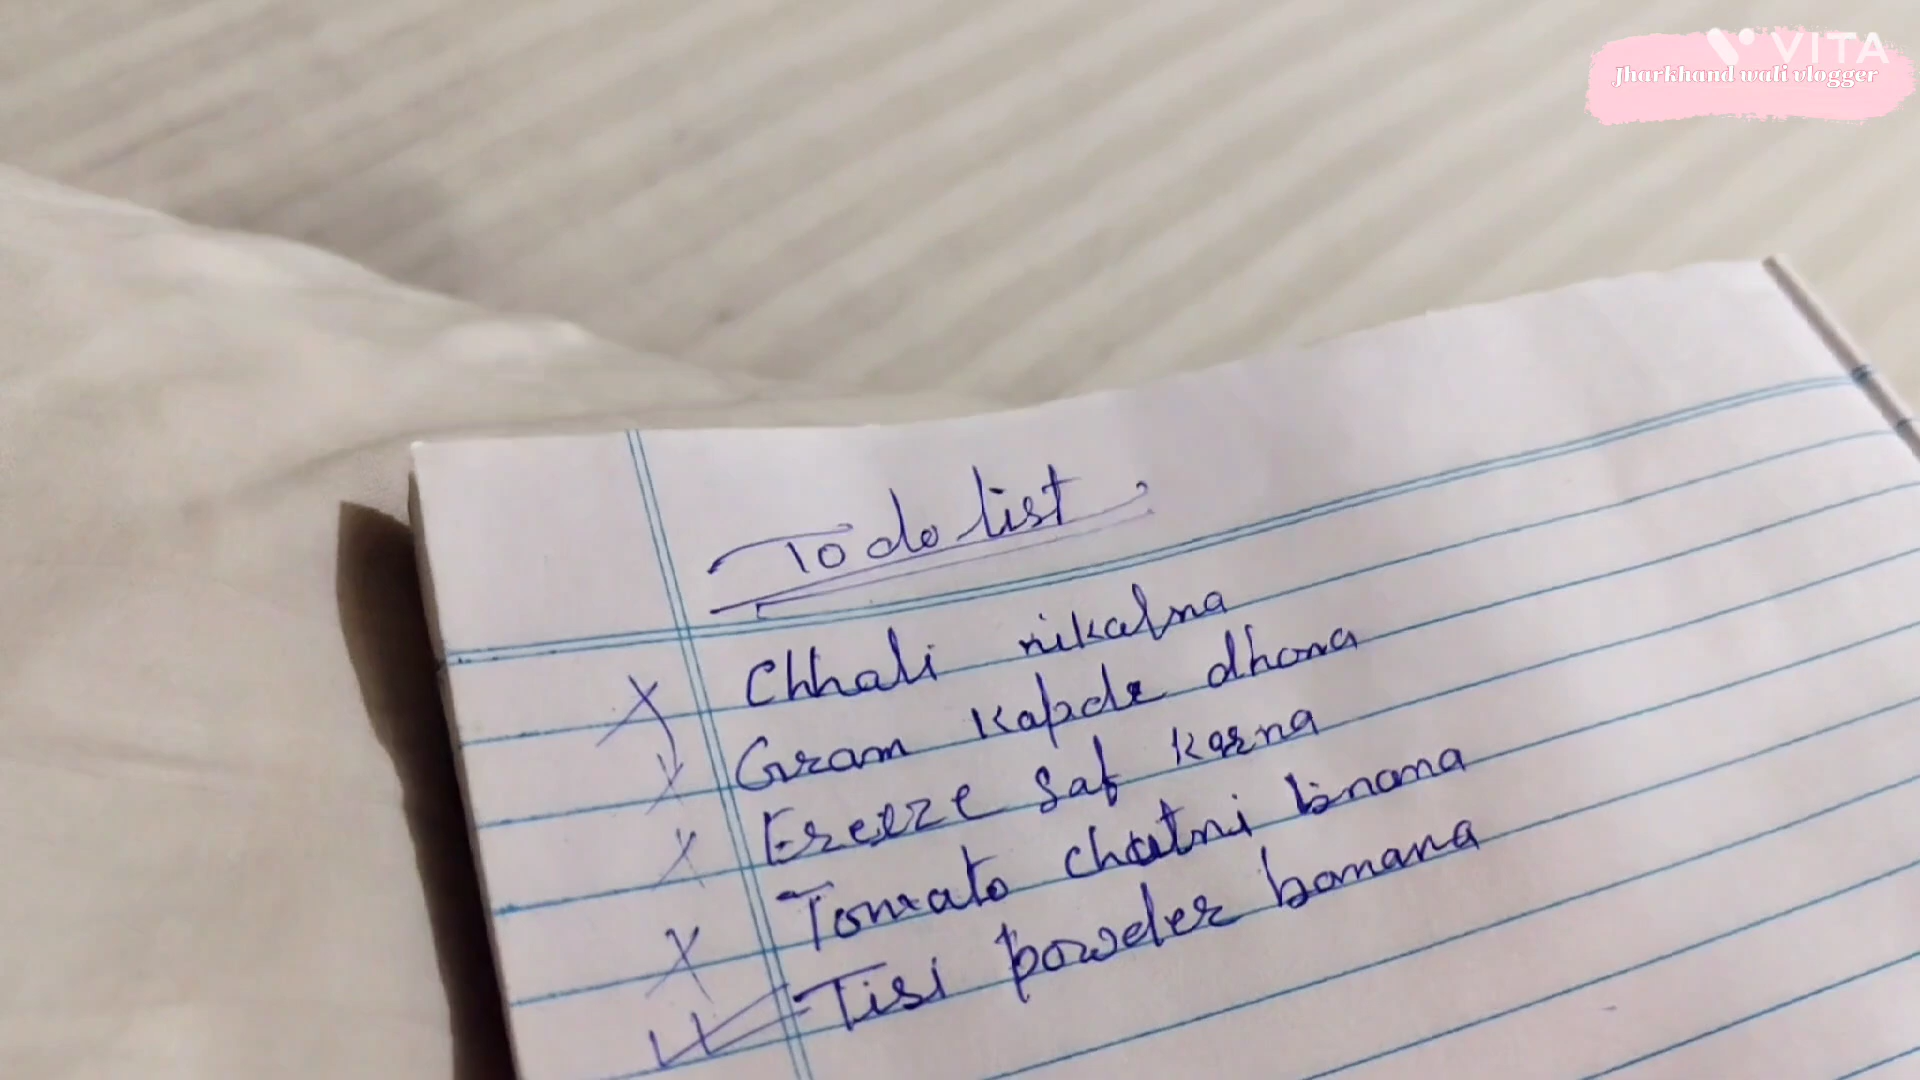 VITA
Jharkhand wali vlogger
To do list
X Chhali nikalna
X Gram kapde dhona
X Freeze saf karna
X Tomato chatni bnana
Tisi powder banana